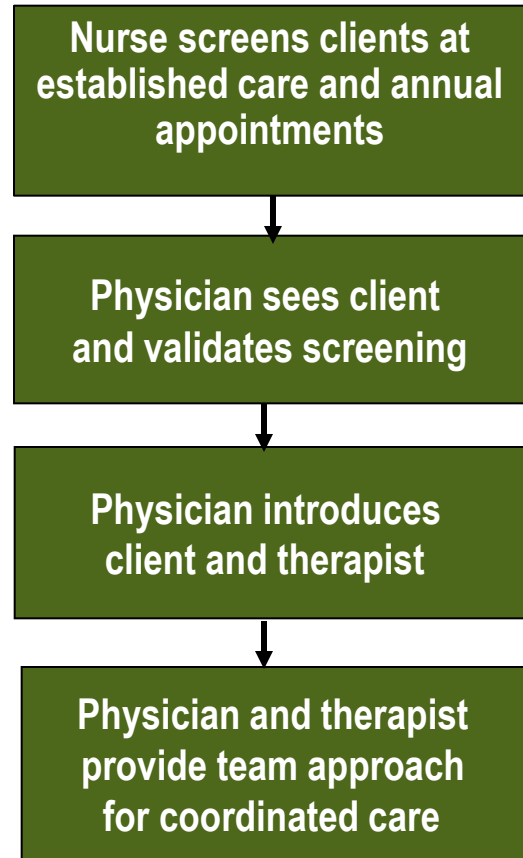 Nurse screens clients at
established care and annual
appointments
Physician sees client
and validates screening
Physician introduces
client and therapist
Physician and therapist
provide team approach
for coordinated care